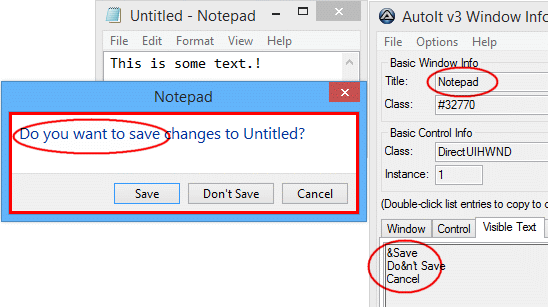 Untitled - Notepad
File Edit Format View Help
This is some text.!
Notepad
Do you want to save changes to Untitled?
Save Don't Save Cancel
AutoIt v3 Window Info
File Options Help
Basic Window Info
Title: Notepad
Class: #32770
Basic Control Info
Class: DirectUIHWND
Instance: 1
(Double-click list entries to copy to
Window Control Visible Text
&Save
Do&n't Save
Cancel